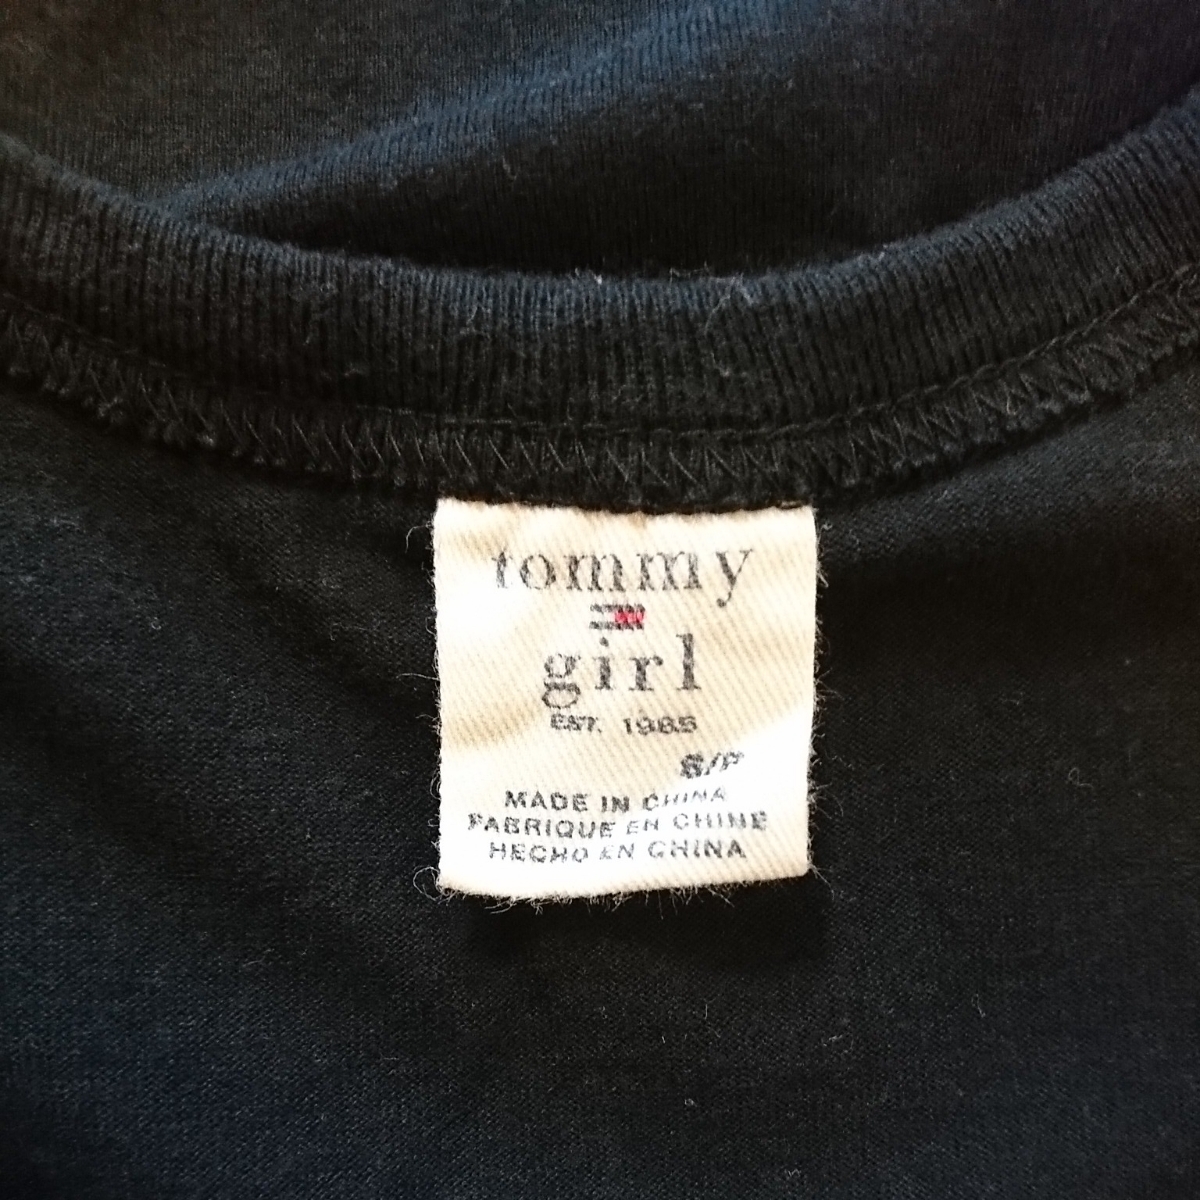 tommy
girl
EST. 1985
S/P
MADE IN CHINA
FABRIQUE EN CHINE
HECHO EN CHINA